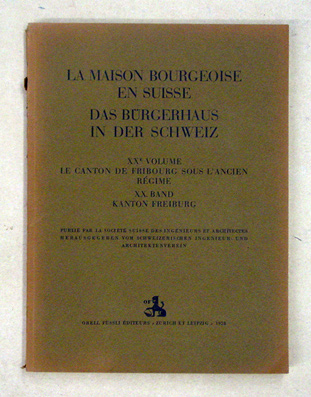 LA MAISON BOURGEOISE
EN SUISSE
DAS BÜRGERHAUS
IN DER SCHWEIZ
XXe VOLUME
LE CANTON DE FRIBOURG SOUS L'ANCIEN
RÉGIME
XX. BAND
KANTON FREIBURG
PUBLIÉ PAR LA SOCIÉTÉ SUISSE DES INGÉNIEURS ET ARCHITECTES
HERAUSGEGEBEN VOM SCHWEIZERISCHEN INGENIEUR- UND
ARCHITEKTENVEREIN
OF
ORELL FÜSSLI ÉDITEURS • ZURICH ET LEIPZIG • 1928